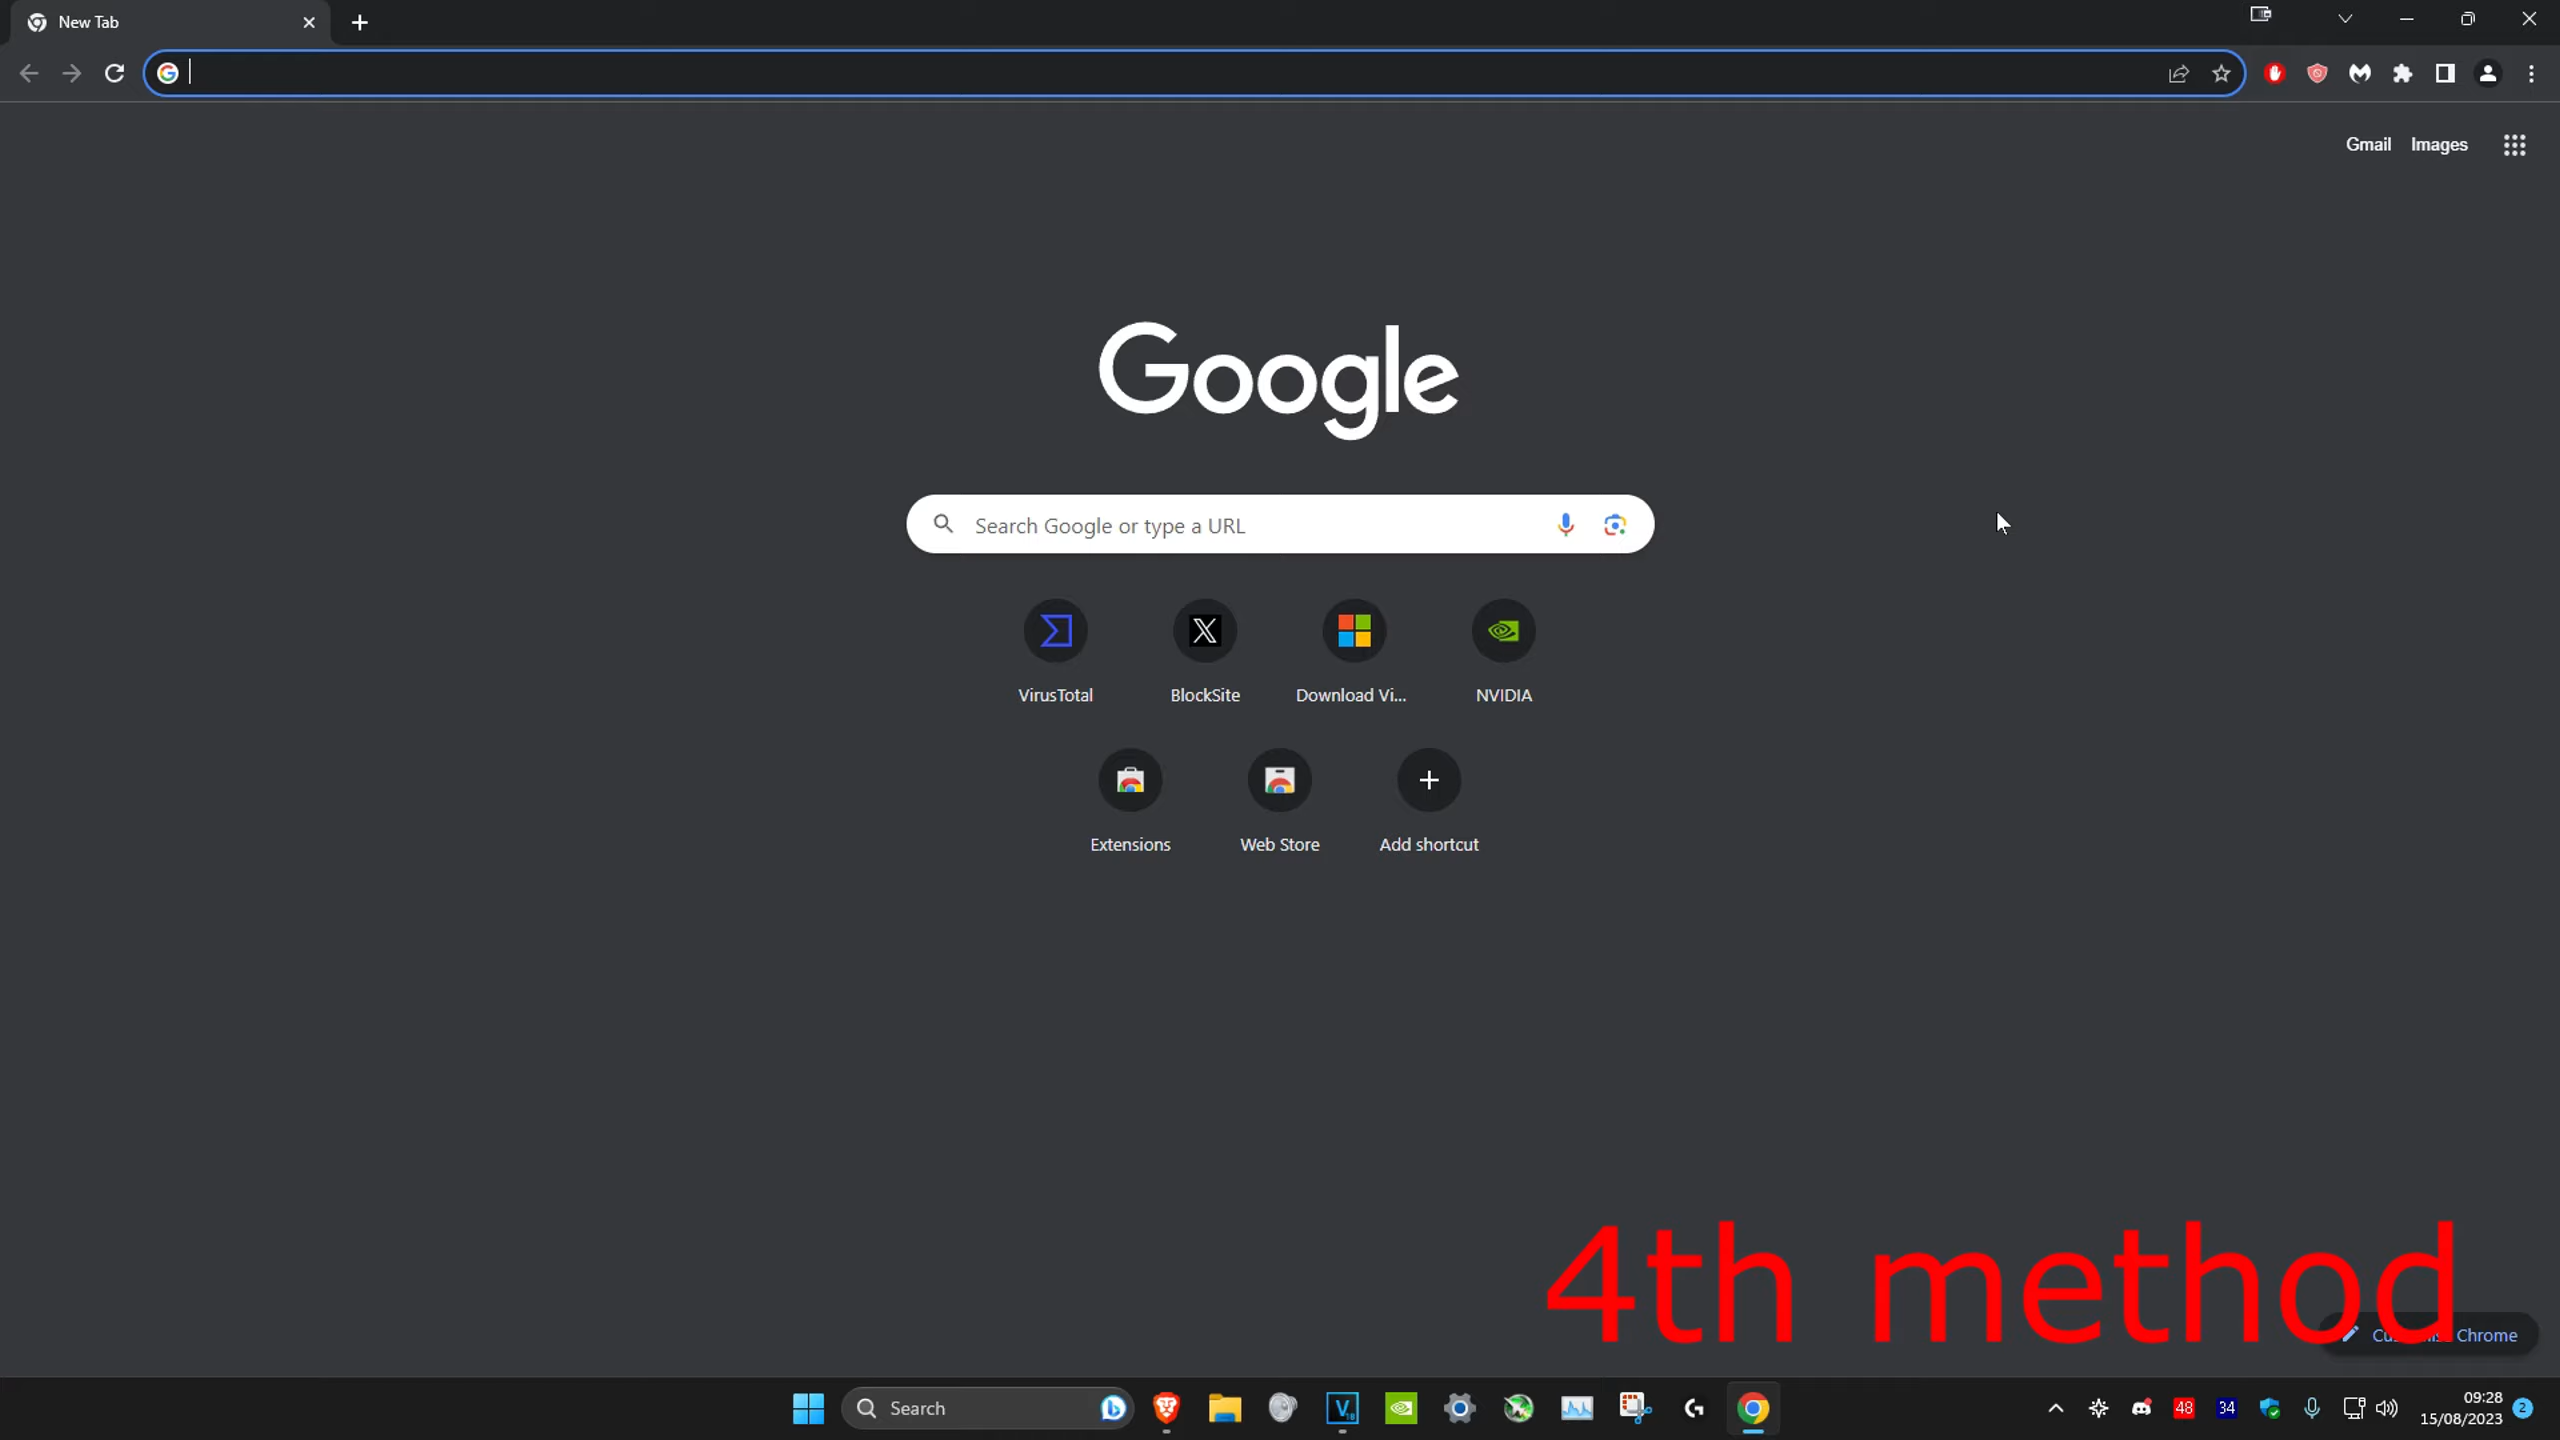 New Tab
Gmail Images
Google
Search Google or type a URL
VirusTotal
BlockSite
Download Vi...
NVIDIA
Extensions
Web Store
Add shortcut
4th method
Chrome
Search
V
18
48
34
09:28
15/08/2023
2